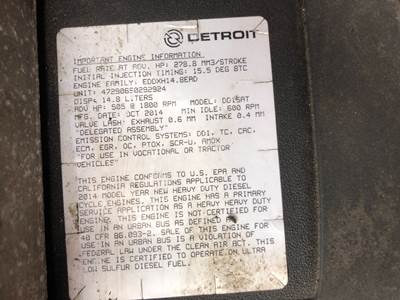 DETROIT
IMPORTANT ENGINE INFORMATION
FUEL RATE AT ADV. HP: 278.8 MM3/STROKE
INITIAL INJECTION TIMING: 15.5 DEG BTC
ENGINE FAMILY: EDDXH14.8EAD
UNIT: 472906S0292924
DISP: 14.8 LITERS
ADV HP: 505 @ 1800 RPM MODEL: DD15AT
MFG. DATE: OCT 2014 MIN IDLE: 600 RPM
VALVE LASH: EXHAUST 0.6 MM INTAKE 0.4 MM
"DELEGATED ASSEMBLY"
EMISSION CONTROL SYSTEMS: DDI, TC, CAC,
ECM, EGR, OC, PTOX, SCR-U, AMOX
"FOR USE IN VOCATIONAL OR TRACTOR
VEHICLES"
THIS ENGINE CONFORMS TO U.S. EPA AND
CALIFORNIA REGULATIONS APPLICABLE TO
2014 MODEL YEAR NEW HEAVY DUTY DIESEL
CYCLE ENGINES. THIS ENGINE HAS A PRIMARY
SERVICE APPLICATION AS A HEAVY HEAVY DUTY
ENGINE. THIS ENGINE IS NOT CERTIFIED FOR
USE IN AN URBAN BUS AS DEFINED
40 CFR 86.093-2. SALE OF THIS ENGINE FOR
USE IN AN URBAN BUS IS A VIOLATION OF
FEDERAL LAW UNDER THE CLEAN AIR ACT. THIS
ENGINE IS CERTIFIED TO OPERATE ON ULTRA
LOW SULFUR DIESEL FUEL.